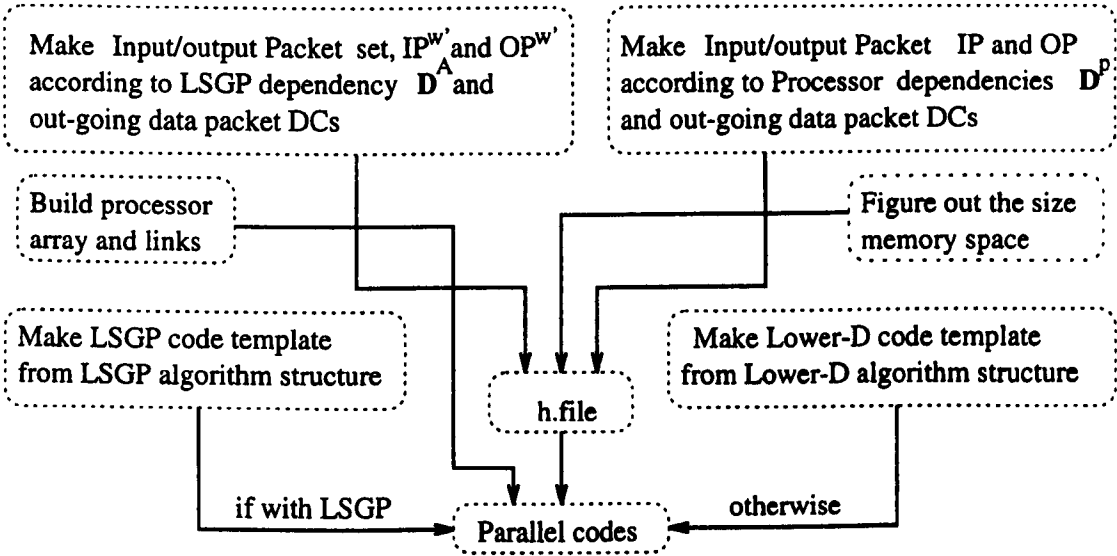 Make Input/output Packet set, IP^w' and OP^w'
according to LSGP dependency D^A and
out-going data packet DCs
Make Input/output Packet IP and OP
according to Processor dependencies D^p
and out-going data packet DCs
Build processor
array and links
Figure out the size
memory space
Make LSGP code template
from LSGP algorithm structure
Make Lower-D code template
from Lower-D algorithm structure
h.file
if with LSGP
otherwise
Parallel codes